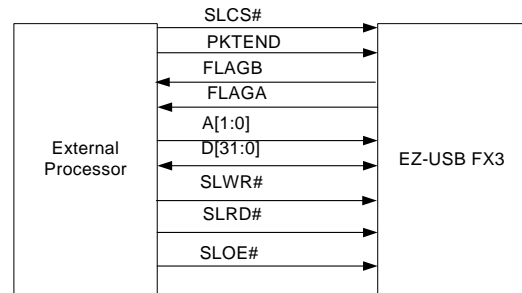 SLCS#
PKTEND
FLAGB
FLAGA
A[1:0]
D[31:0]
SLWR#
SLRD#
SLOE#
External
Processor
EZ-USB FX3